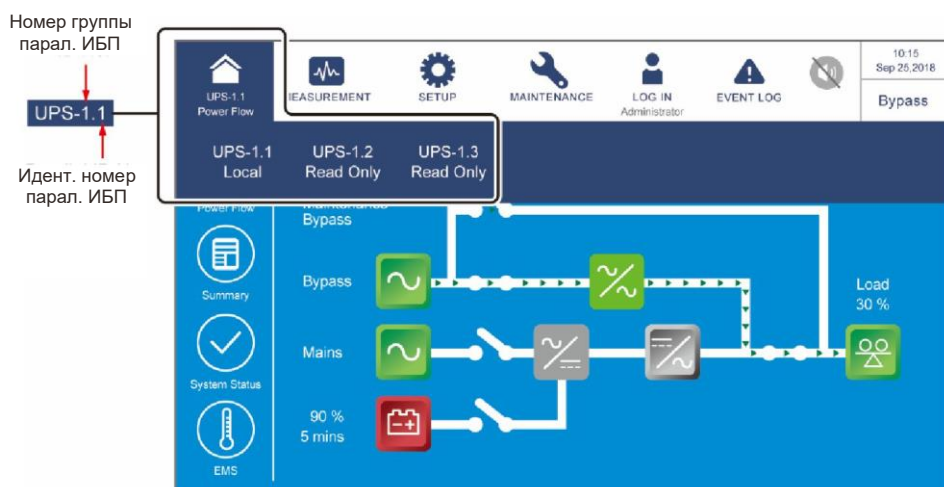 Номер группы
парал. ИБП
UPS-1.1
Идент. номер
парал. ИБП
UPS-1.1
Power Flow
MEASUREMENT
SETUP
MAINTENANCE
LOG IN
Administrator
EVENT LOG
10:15
Sep 25,2018
Bypass
UPS-1.1
Local
UPS-1.2
Read Only
UPS-1.3
Read Only
Power Flow
Maintenance
Bypass
Summary
Bypass
Load
30 %
System Status
Mains
EMS
90 %
5 mins